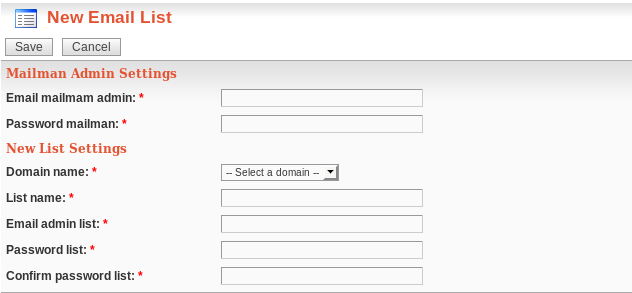 New Email List
Save Cancel
Mailman Admin Settings
Email mailmam admin: *
Password mailman: *
New List Settings
Domain name: * -- Select a domain --
List name: *
Email admin list: *
Password list: *
Confirm password list: *